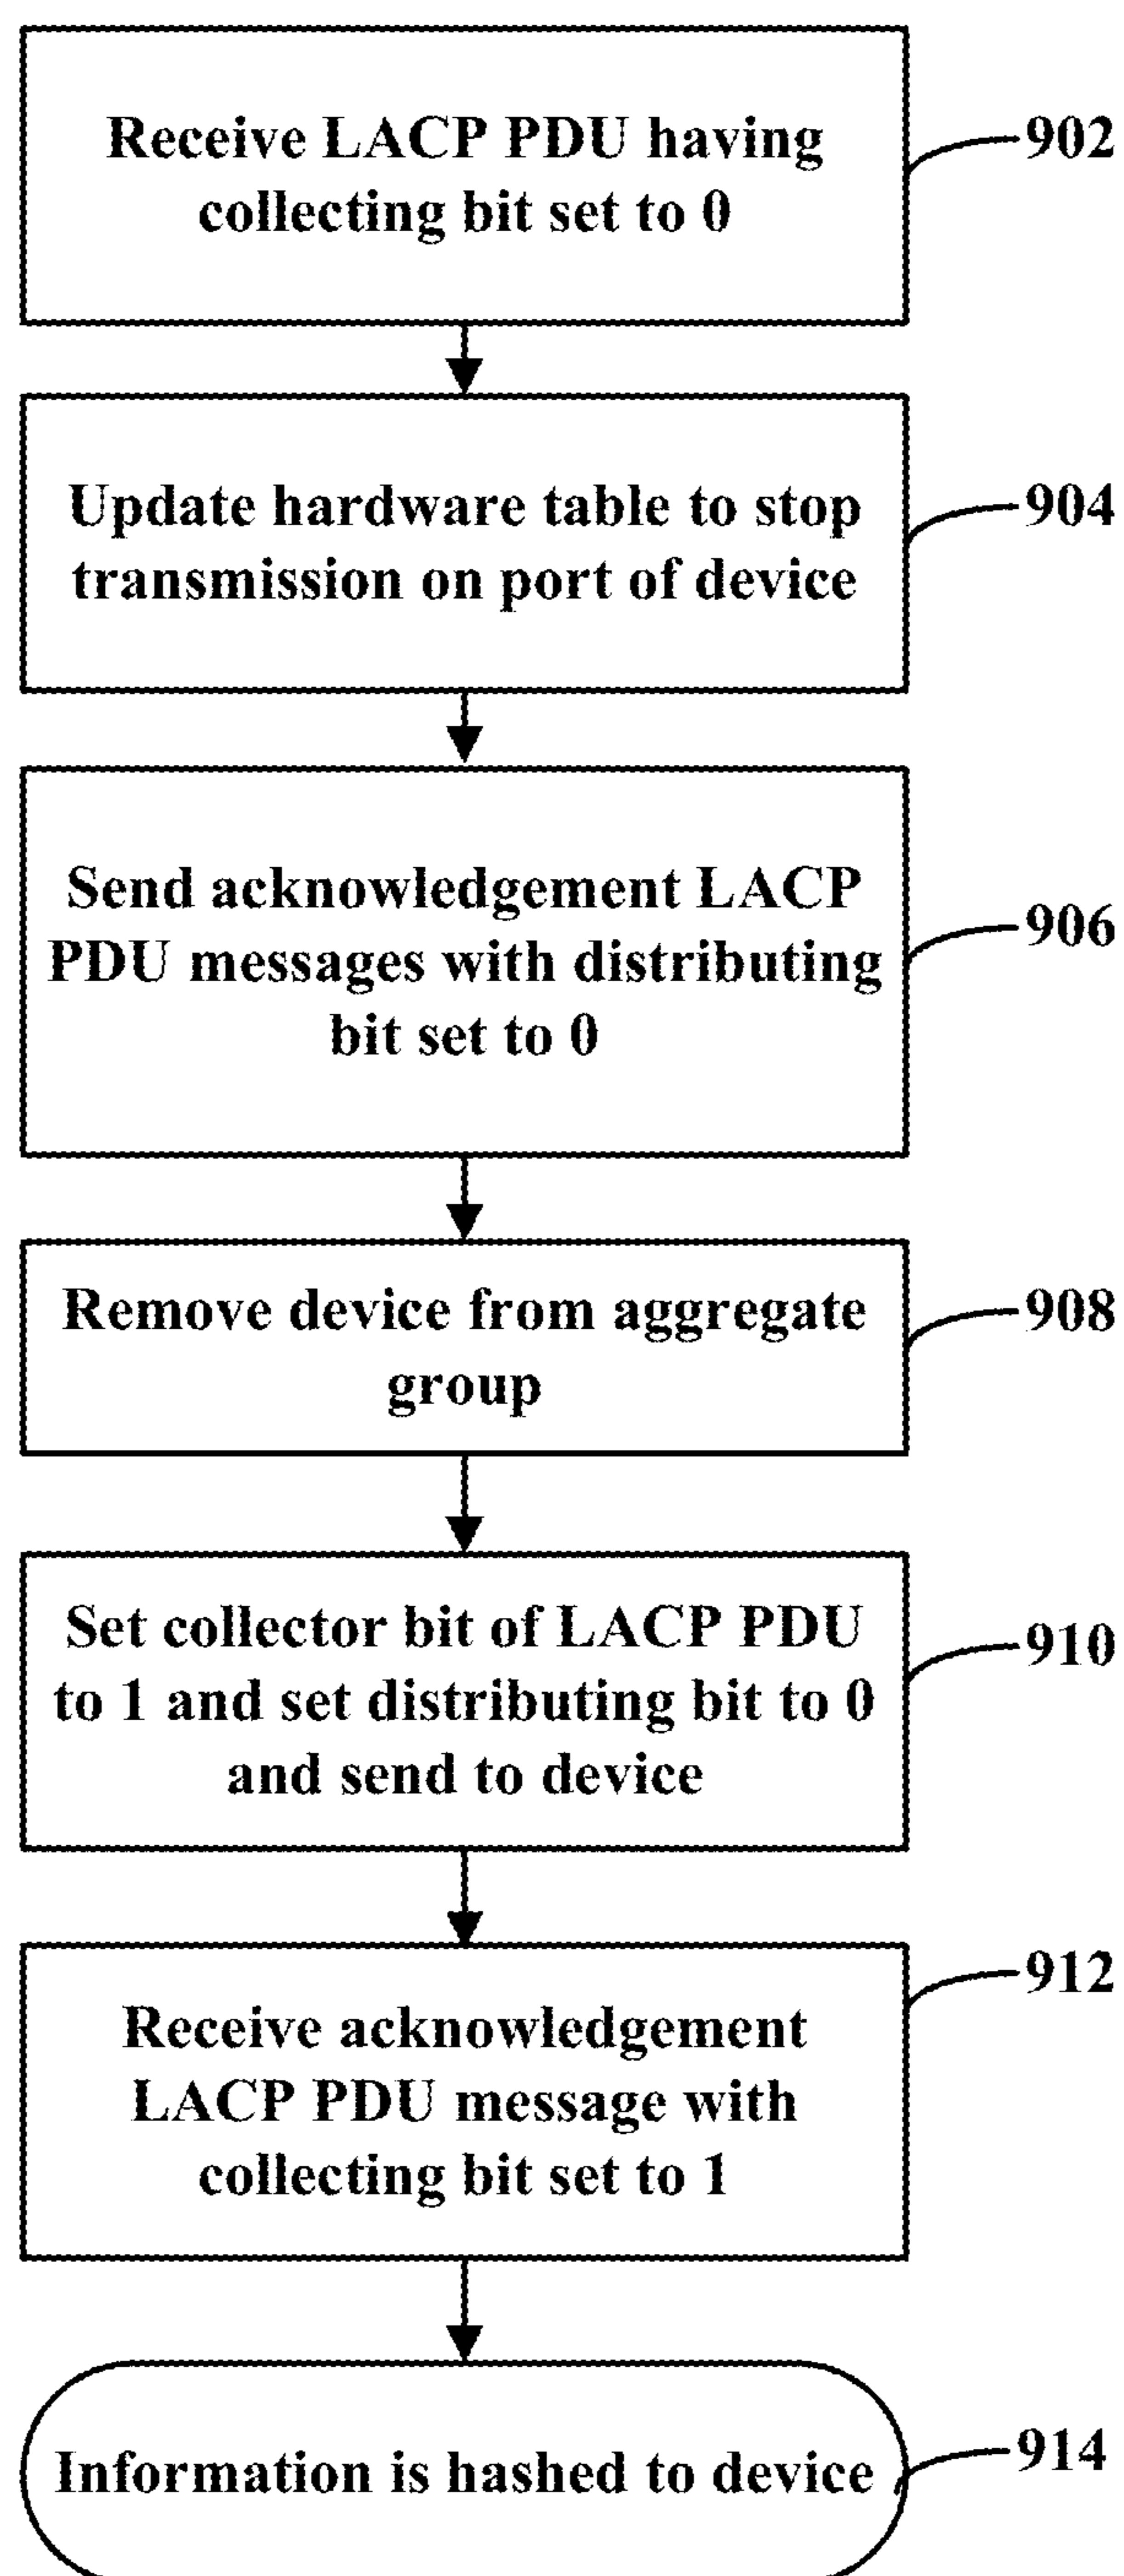 Receive LACP PDU having
collecting bit set to 0
902
Update hardware table to stop
transmission on port of device
904
Send acknowledgement LACP
PDU messages with distributing
bit set to 0
906
Remove device from aggregate
group
908
Set collector bit of LACP PDU
to 1 and set distributing bit to 0
and send to device
910
Receive acknowledgement
LACP PDU message with
collecting bit set to 1
912
Information is hashed to device
914